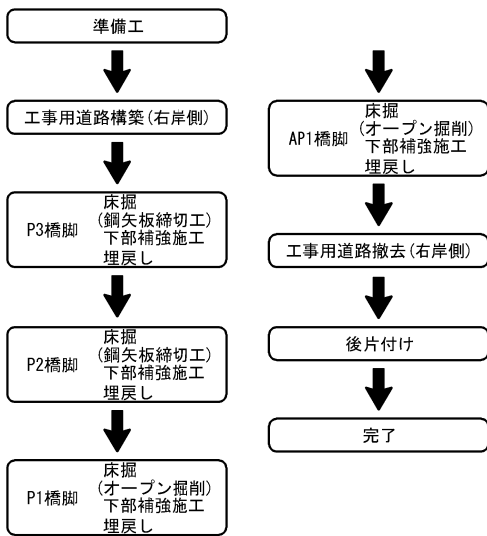 準備工
工事用道路構築(右岸側)
P3橋脚
床掘
(鋼矢板締切工)
下部補強施工
埋戻し
P2橋脚
床掘
(鋼矢板締切工)
下部補強施工
埋戻し
P1橋脚
床掘
(オープン掘削)
下部補強施工
埋戻し
AP1橋脚
床掘
(オープン掘削)
下部補強施工
埋戻し
工事用道路撤去(右岸側)
後片付け
完了